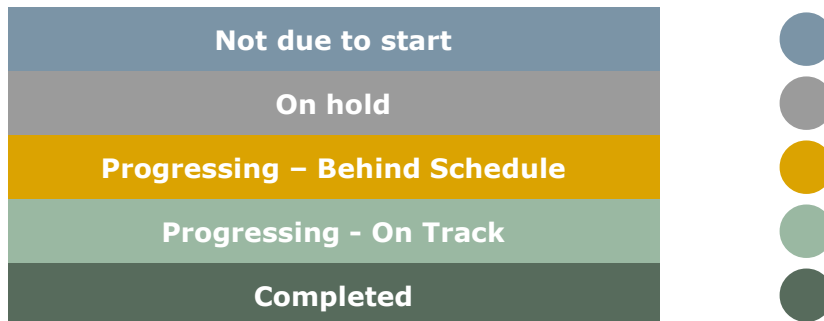 Not due to start
On hold
Progressing – Behind Schedule
Progressing - On Track
Completed